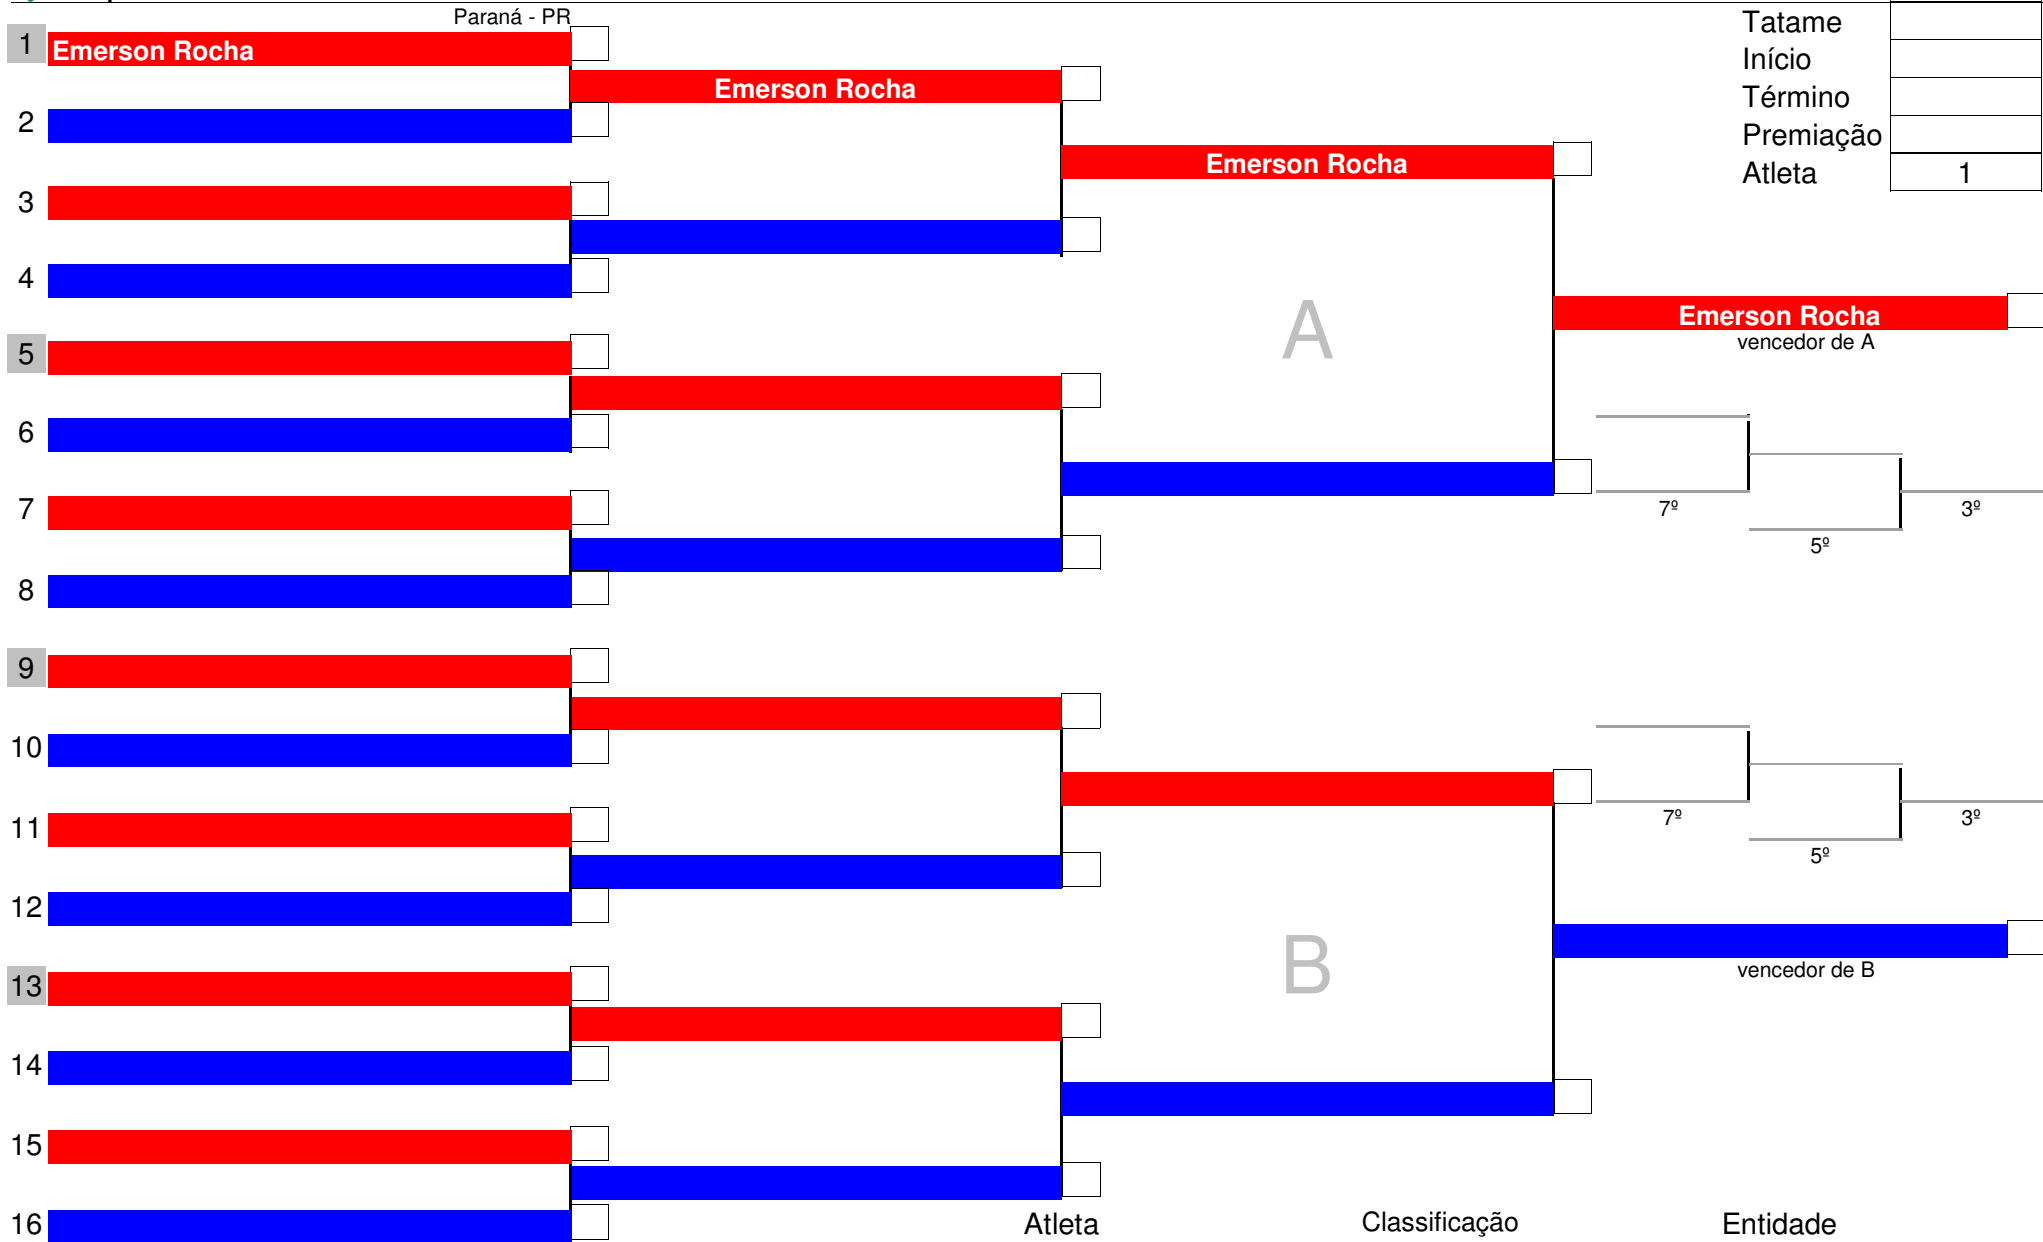 Paraná - PR
Tatame
1
Emerson Rocha
Início
Emerson Rocha
Término
2
Premiação
Emerson Rocha
Atleta
1
3
4
A
Emerson Rocha
vencedor de A
5
6
7
7º
3º
5º
8
9
10
11
7º
3º
5º
12
B
vencedor de B
13
14
15
16
Atleta
Classificação
Entidade